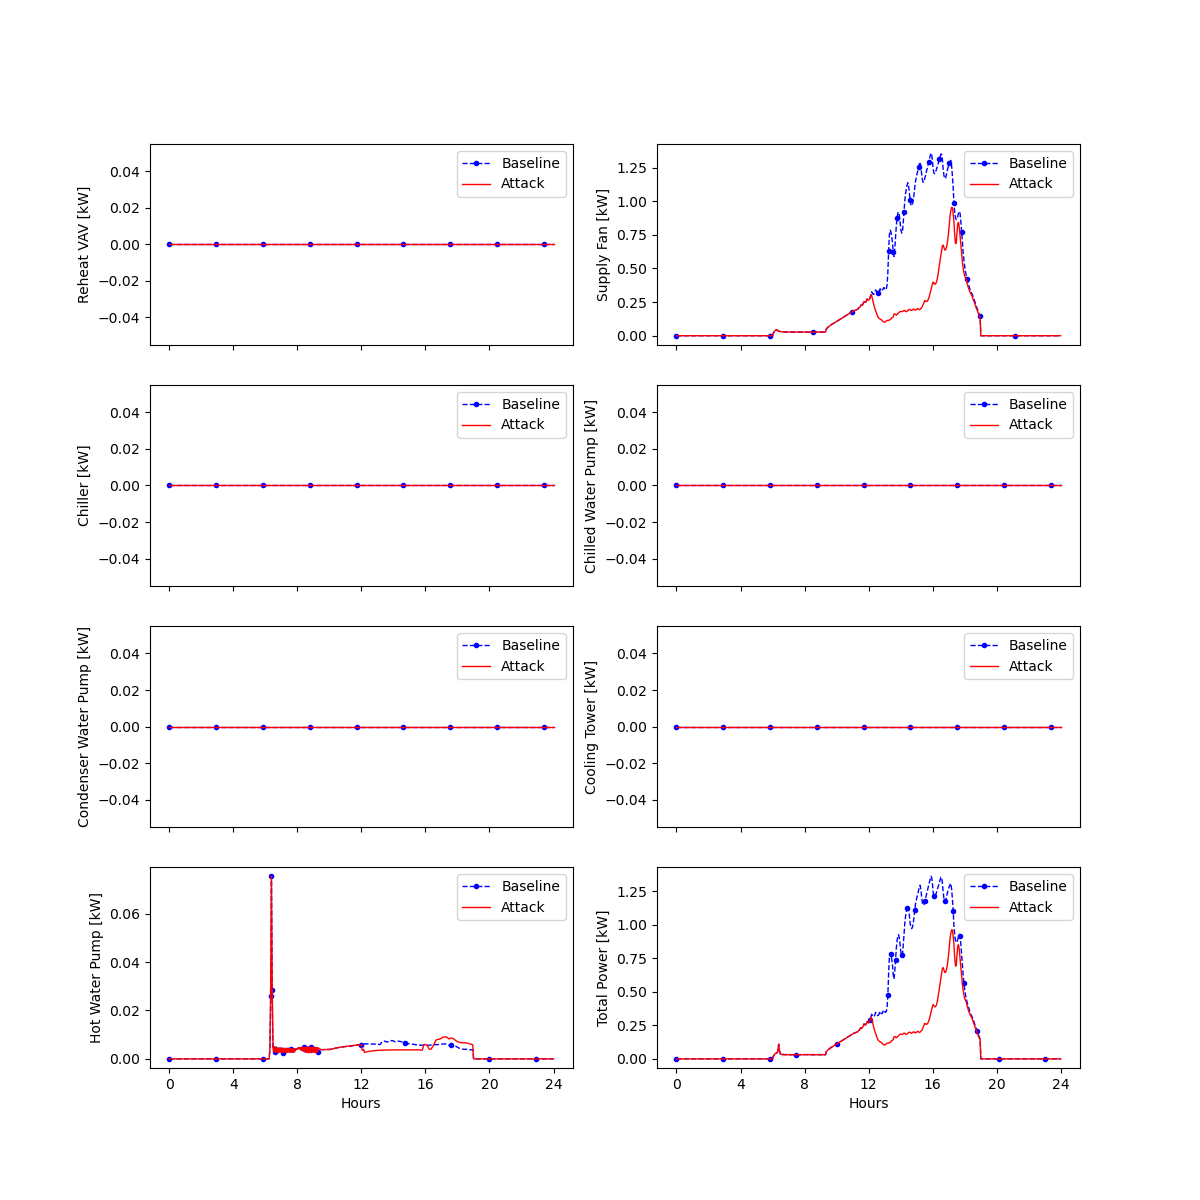 Reheat VAV [kW]
0.04
0.02
0.00
−0.02
−0.04
Baseline
Attack
Supply Fan [kW]
1.25
1.00
0.75
0.50
0.25
0.00
Baseline
Attack
Chiller [kW]
0.04
0.02
0.00
−0.02
−0.04
Baseline
Attack
Chilled Water Pump [kW]
0.04
0.02
0.00
−0.02
−0.04
Baseline
Attack
Condenser Water Pump [kW]
0.04
0.02
0.00
−0.02
−0.04
Baseline
Attack
Cooling Tower [kW]
0.04
0.02
0.00
−0.02
−0.04
Baseline
Attack
Hot Water Pump [kW]
0.06
0.04
0.02
0.00
Baseline
Attack
0 4 8 12 16 20 24
Hours
Total Power [kW]
1.25
1.00
0.75
0.50
0.25
0.00
Baseline
Attack
0 4 8 12 16 20 24
Hours